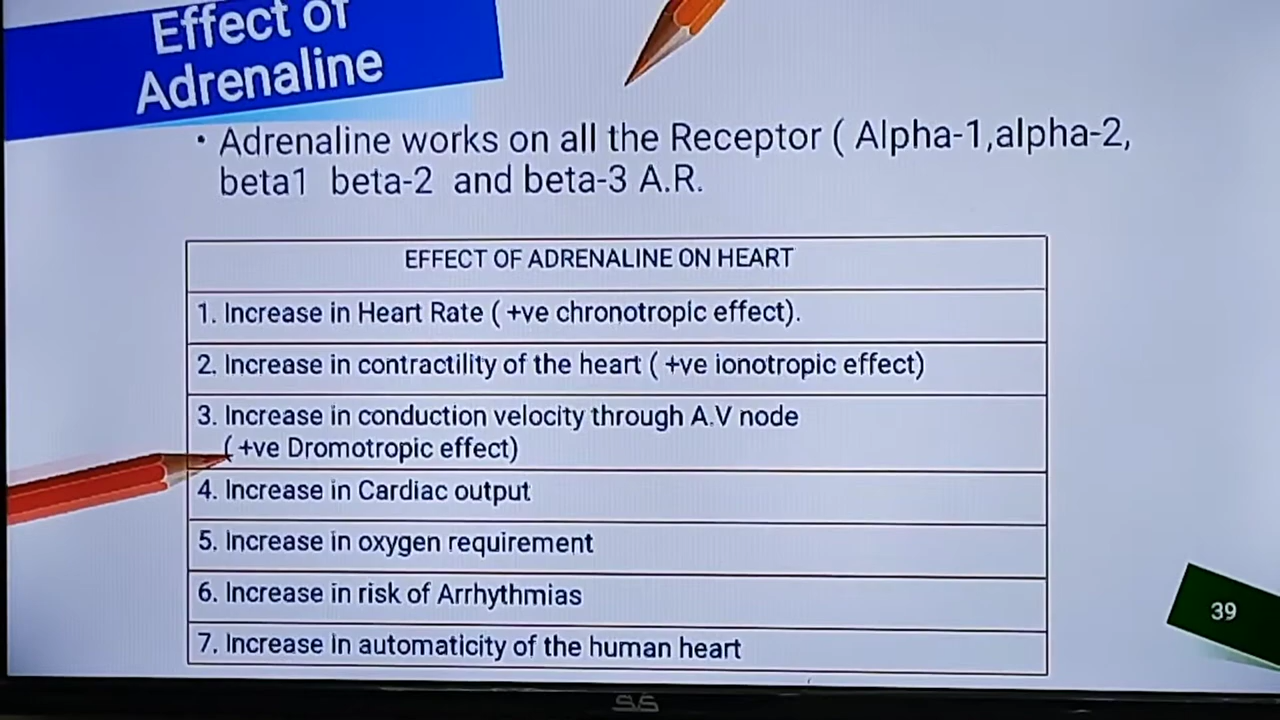 Effect of
Adrenaline
• Adrenaline works on all the Receptor ( Alpha-1,alpha-2,
beta1 beta-2 and beta-3 A.R.
EFFECT OF ADRENALINE ON HEART
1. Increase in Heart Rate ( +ve chronotropic effect).
2. Increase in contractility of the heart ( +ve ionotropic effect)
3. Increase in conduction velocity through A.V node
( +ve Dromotropic effect)
4. Increase in Cardiac output
5. Increase in oxygen requirement
6. Increase in risk of Arrhythmias
39
7. Increase in automaticity of the human heart